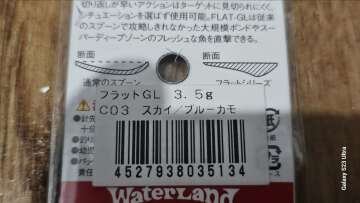 切り返しが早いアクションはターゲットに見切られにくく、
シチュエーションを選ばず使用可能。FLAT-GLは従来
のスプーンで攻略しきれなかった大規模ポンドやスー
パーディープゾーンのフレッシュな魚を直撃できる。
断面
断面
通常のスプーン
フラットシリーズ
フラットGL 3.5g
C03 スカイ/ブルーカモ
4527938035134
責任
WATERLAND
Galaxy S23 Ultra